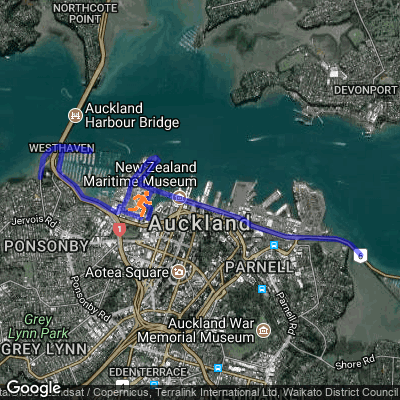 NORTHCOTE
POINT
DEVONPORT
Auckland
Harbour Bridge
WESTHAVEN
New Zealand
Maritime Museum
Jervois Rd
1
Auckland
PONSONBY
6
PARNELL
Aotea Square
Ponsonby Rd
Parnell Rd
Grey
Lynn Park
Auckland War
Memorial Museum
GREY LYNN
EDEN TERRACE
Shore Rd
Google
Landsat / Copernicus, Terralink International Ltd, Waikato District Council